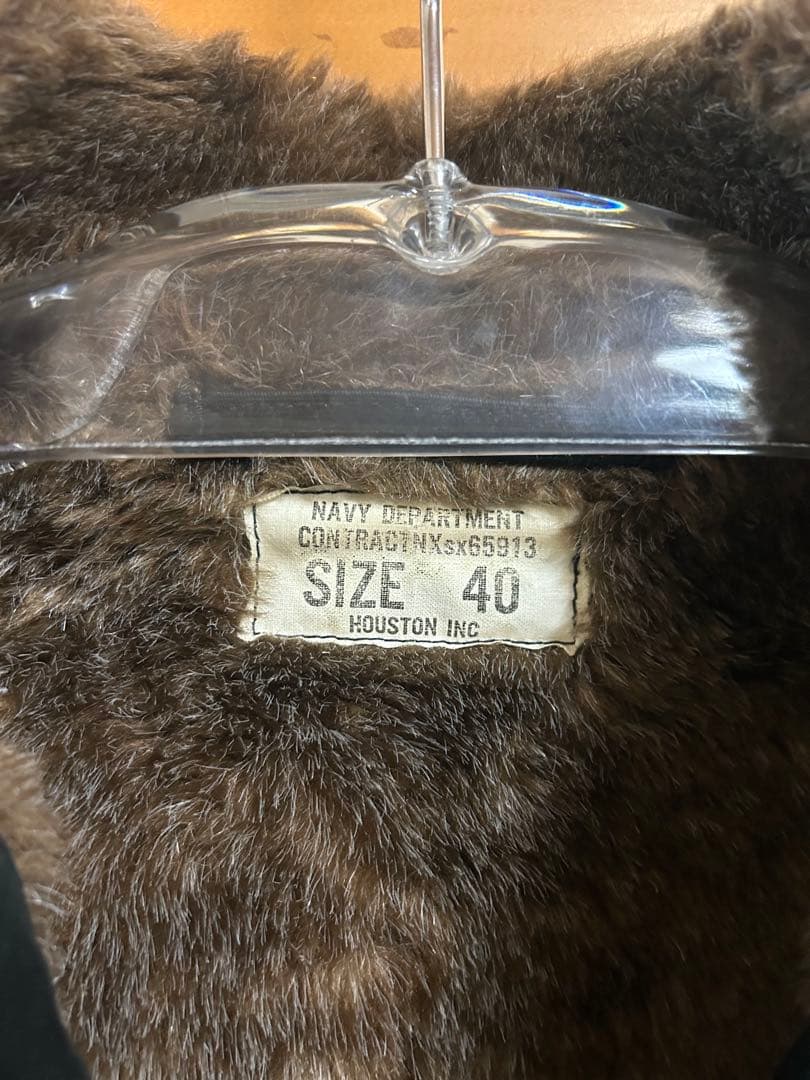 NAVY DEPARTMENT
CONTRACTNXsx65913
SIZE 40
HOUSTON INC